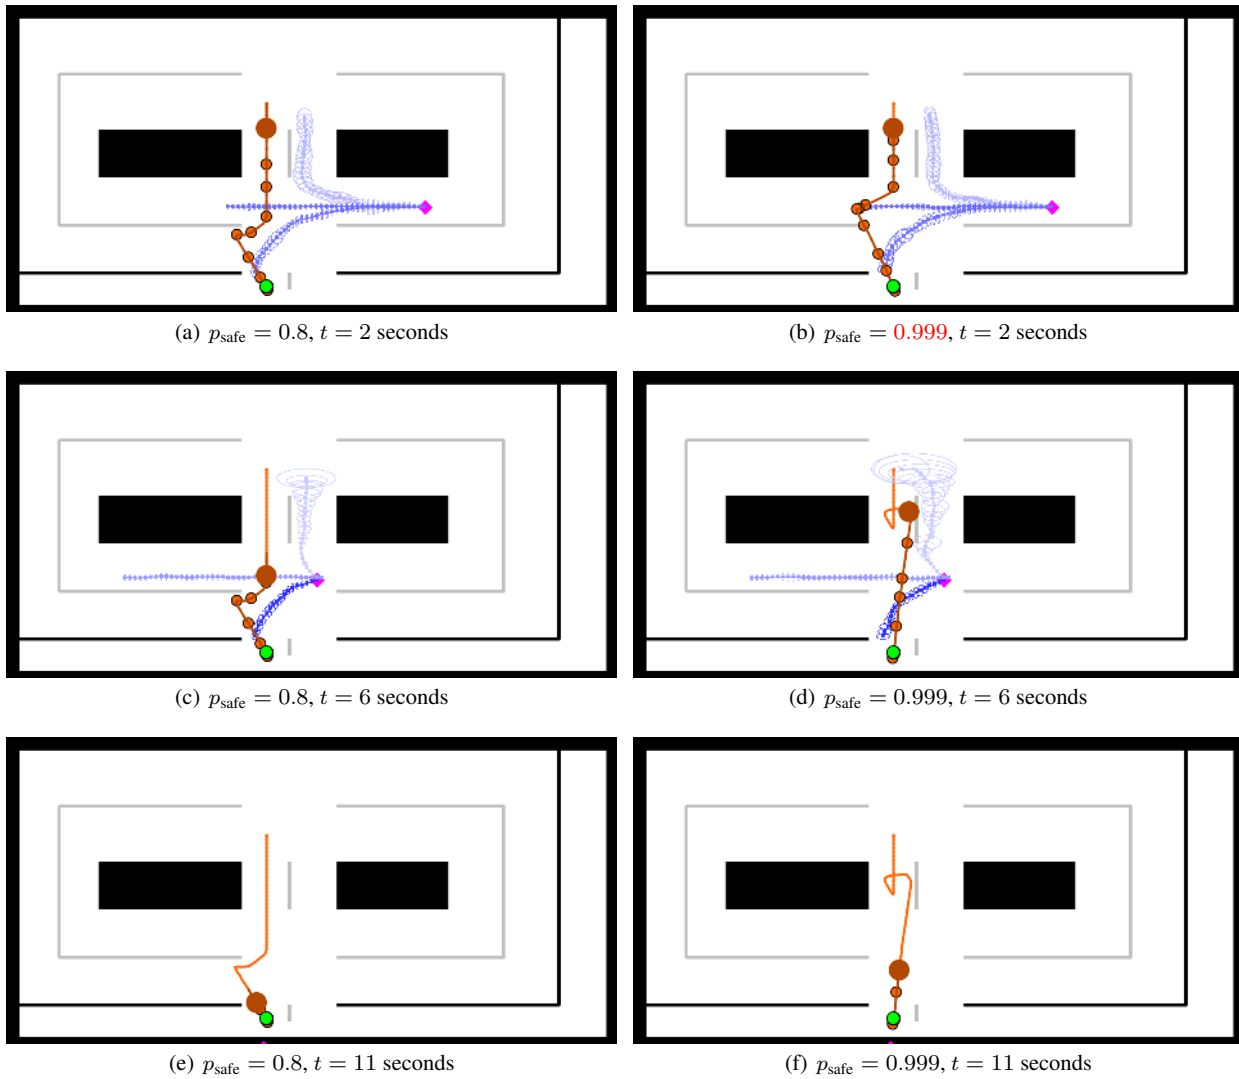 (a) p_safe = 0.8, t = 2 seconds
(b) p_safe = 0.999, t = 2 seconds
(c) p_safe = 0.8, t = 6 seconds
(d) p_safe = 0.999, t = 6 seconds
(e) p_safe = 0.8, t = 11 seconds
(f) p_safe = 0.999, t = 11 seconds